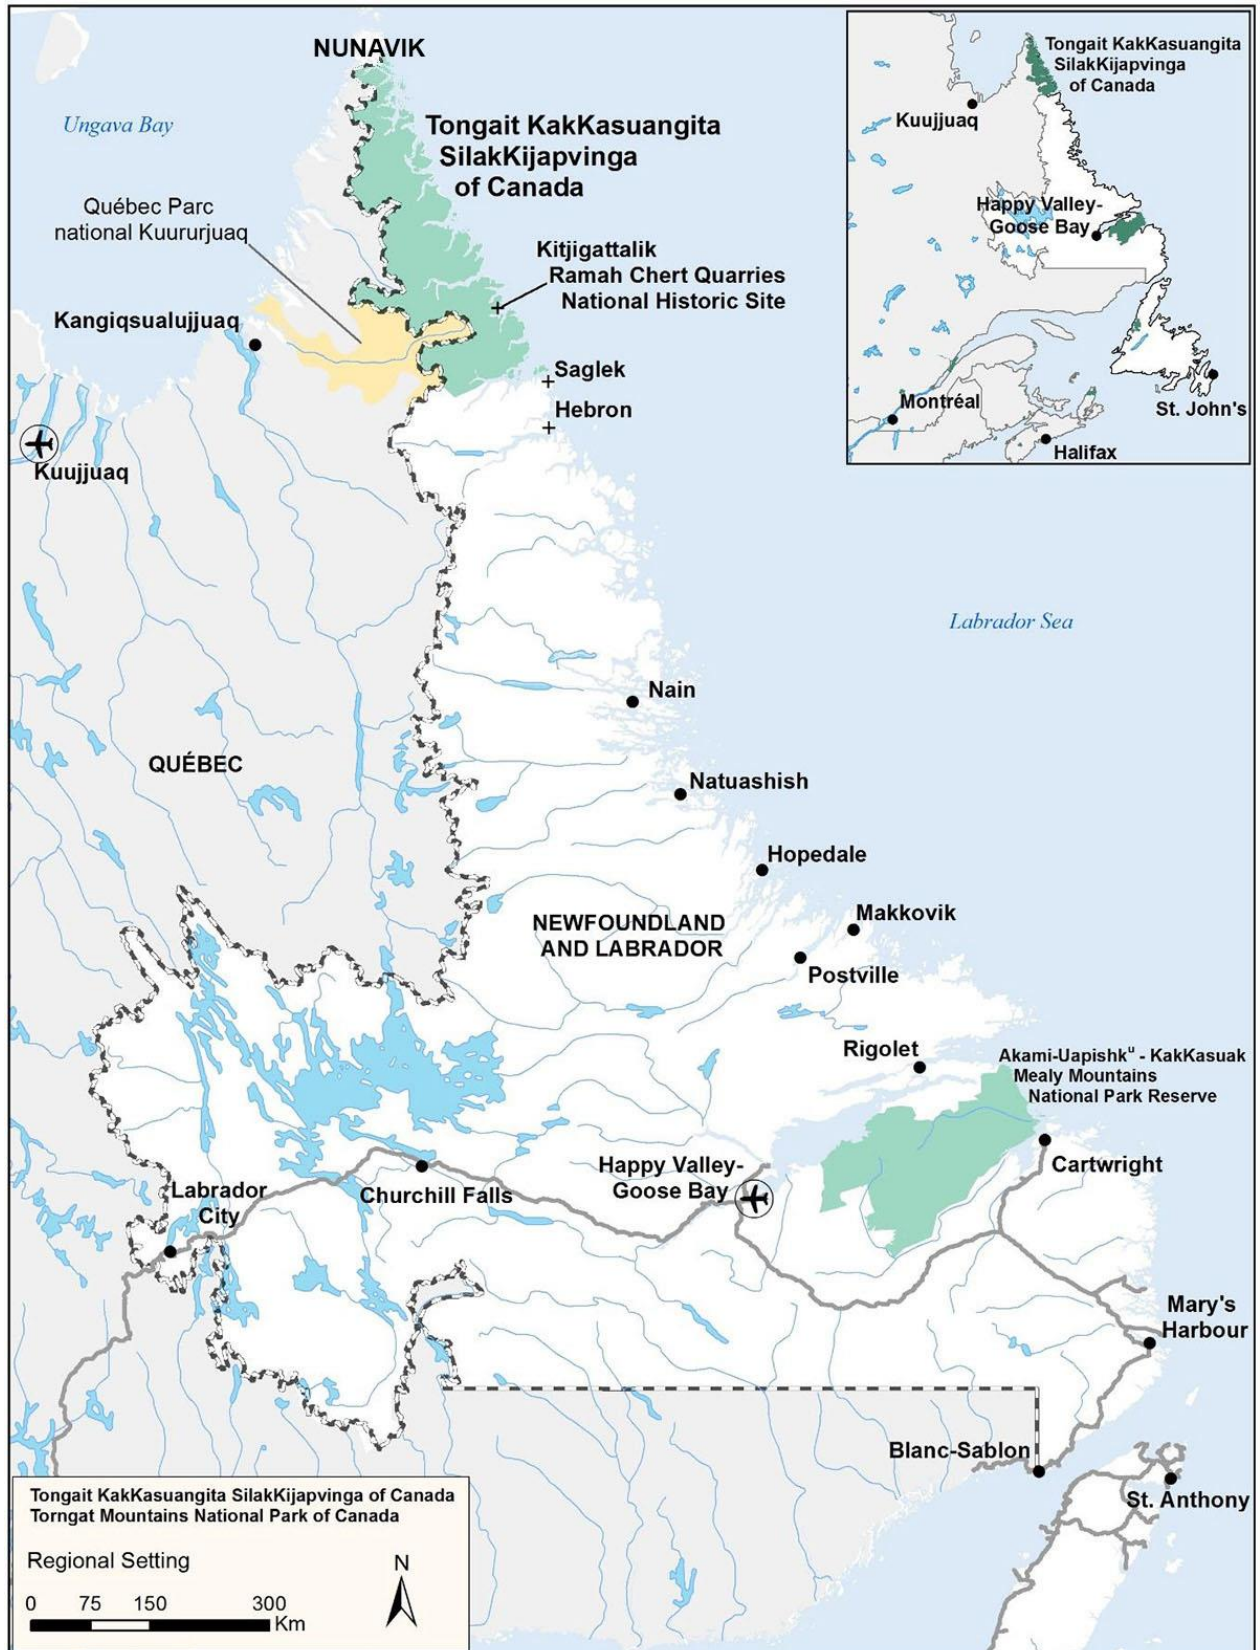 NUNAVIK
Ungava Bay
Tongait KakKasuangita
SilakKijapvinga
of Canada
Québec Parc
national Kuururjuaq
Kitjigattalik
Ramah Chert Quarries
National Historic Site
Kangiqsualujjuaq
Saglek
Hebron
Kuujjuaq
Tongait KakKasuangita
SilakKijapvinga
of Canada
Kuujjuaq
Happy Valley-
Goose Bay
Montréal
St. John's
Halifax
Labrador Sea
Nain
QUÉBEC
Natuashish
Hopedale
NEWFOUNDLAND
AND LABRADOR
Makkovik
Postville
Rigolet
Akami-Uapishkᵘ - KakKasuak
Mealy Mountains
National Park Reserve
Cartwright
Happy Valley-
Goose Bay
Churchill Falls
Labrador
City
Mary's
Harbour
Blanc-Sablon
St. Anthony
Tongait KakKasuangita SilakKijapvinga of Canada
Torngat Mountains National Park of Canada
Regional Setting
N
0 75 150 300
Km